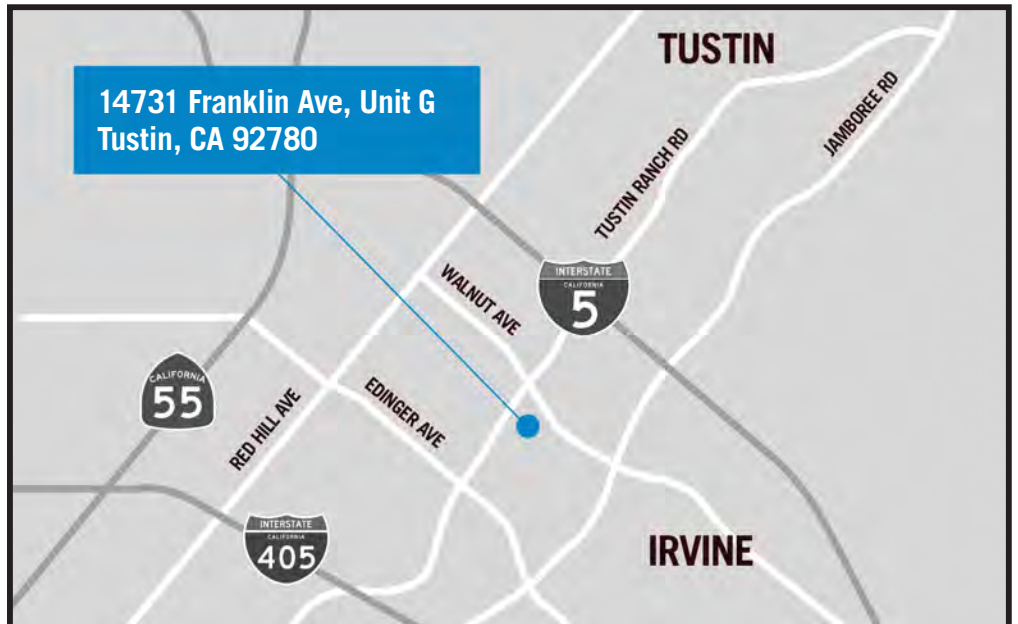 TUSTIN
14731 Franklin Ave, Unit G
Tustin, CA 92780
JAMBOREE RD
TUSTIN RANCH RD
WALNUT AVE
INTERSTATE
CALIFORNIA
5
CALIFORNIA
55
EDINGER AVE
RED HILL AVE
INTERSTATE
CALIFORNIA
405
IRVINE